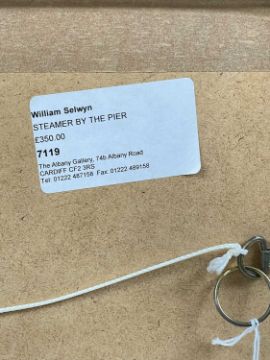 William Selwyn
STEAMER BY THE PIER
£350.00
7119
The Albany Gallery, 74b Albany Road
CARDIFF CF2 3RS
Tel: 01222 487158 Fax: 01222 489158